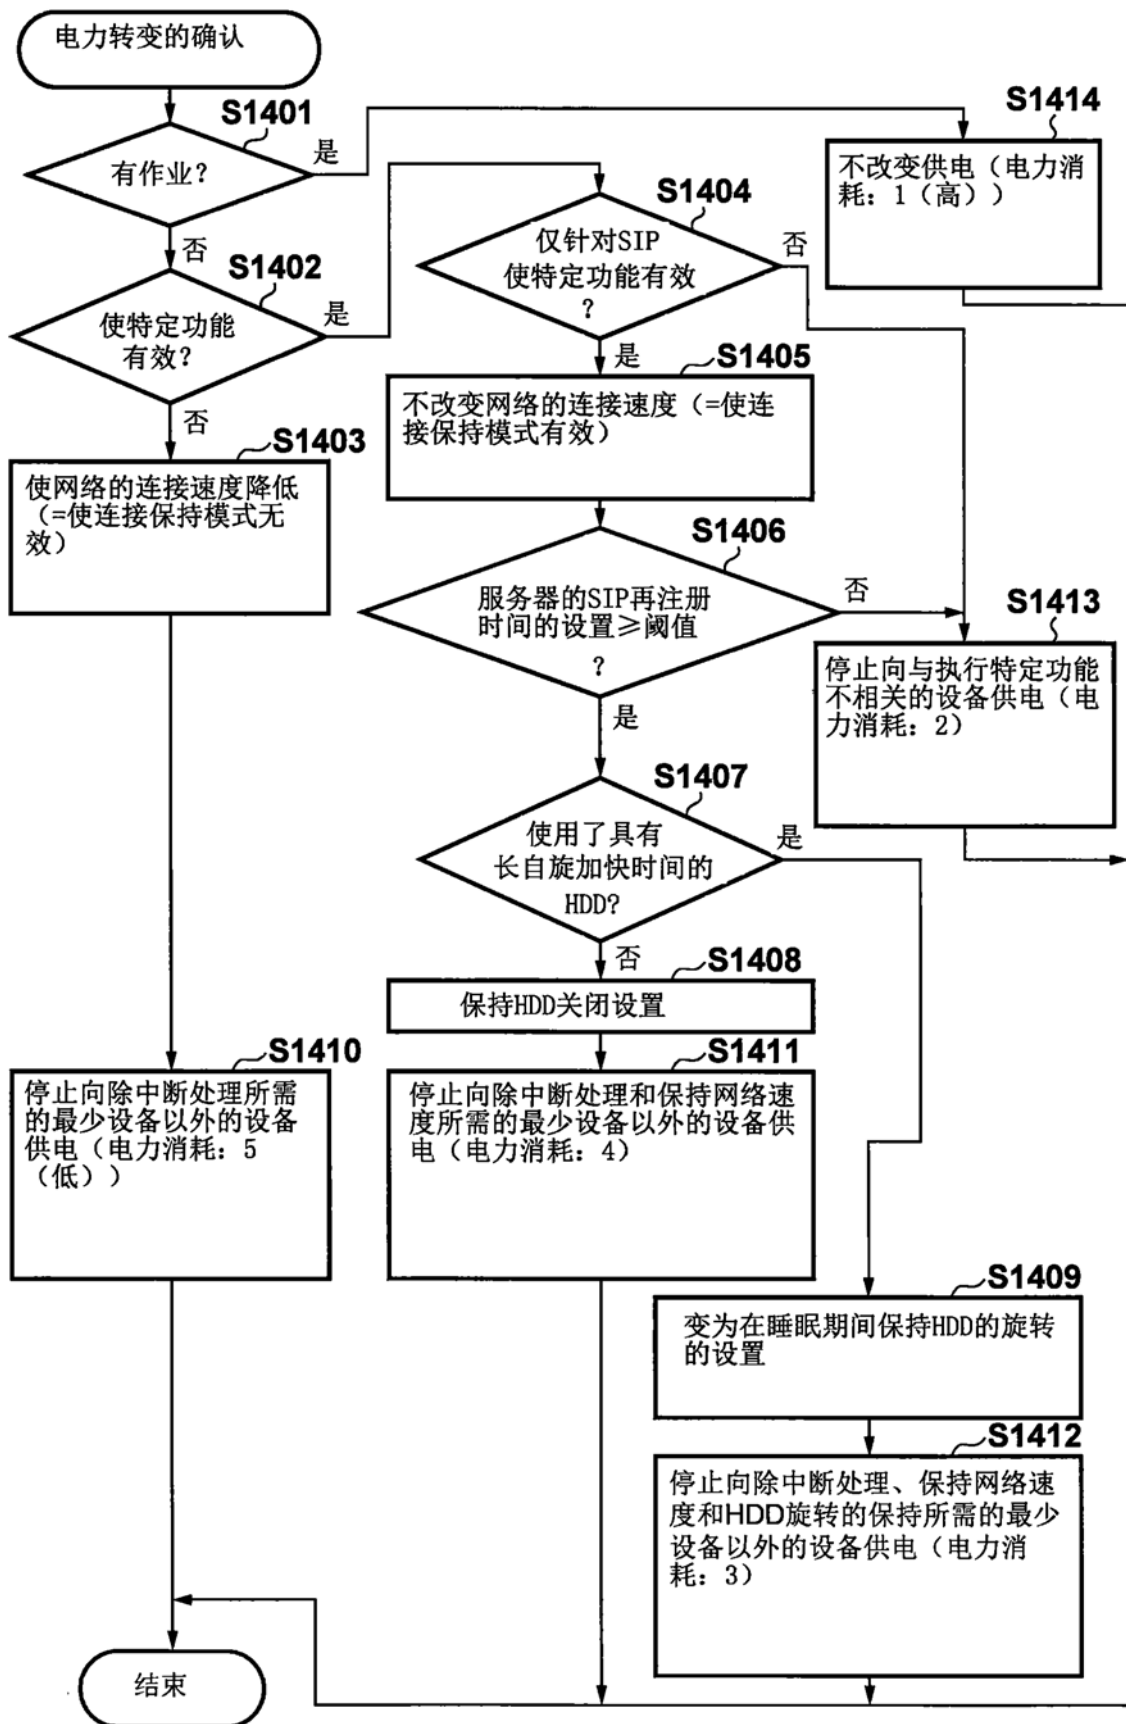 电力转变的确认
S1401
有作业?
是
否
S1414
不改变供电(电力消
耗: 1(高))
S1402
使特定功能
有效?
是
否
S1404
仅针对SIP
使特定功能有效
?
否
是
S1403
使网络的连接速度降低
(=使连接保持模式无
效)
S1405
不改变网络的连接速度(=使连
接保持模式有效)
S1406
服务器的SIP再注册
时间的设置≥阈值
?
否
是
S1413
停止向与执行特定功能
不相关的设备供电(电
力消耗: 2)
S1407
使用了具有
长自旋加快时间的
HDD?
是
否
S1408
保持HDD关闭设置
S1410
停止向除中断处理所需
的最少设备以外的设备
供电(电力消耗: 5
(低))
S1411
停止向除中断处理和保持网络速
度所需的最少设备以外的设备供
电(电力消耗: 4)
S1409
变为在睡眠期间保持HDD的旋转
的设置
S1412
停止向除中断处理、保持网络速
度和HDD旋转的保持所需的最少
设备以外的设备供电(电力消
耗: 3)
结束